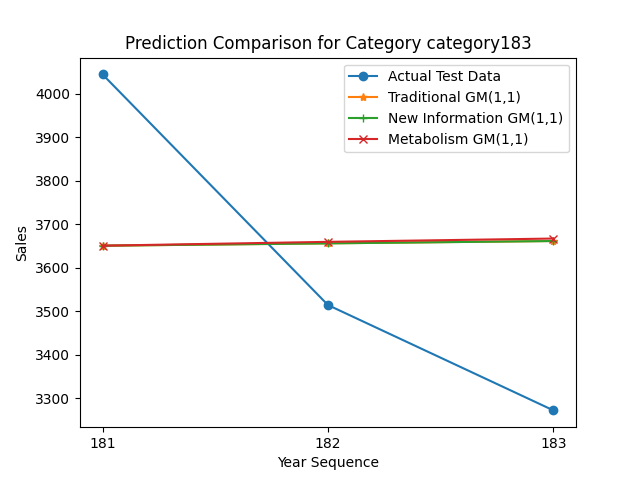 Prediction Comparison for Category category183
Actual Test Data
Traditional GM(1,1)
New Information GM(1,1)
Metabolism GM(1,1)
Sales
4000
3900
3800
3700
3600
3500
3400
3300
181
182
183
Year Sequence